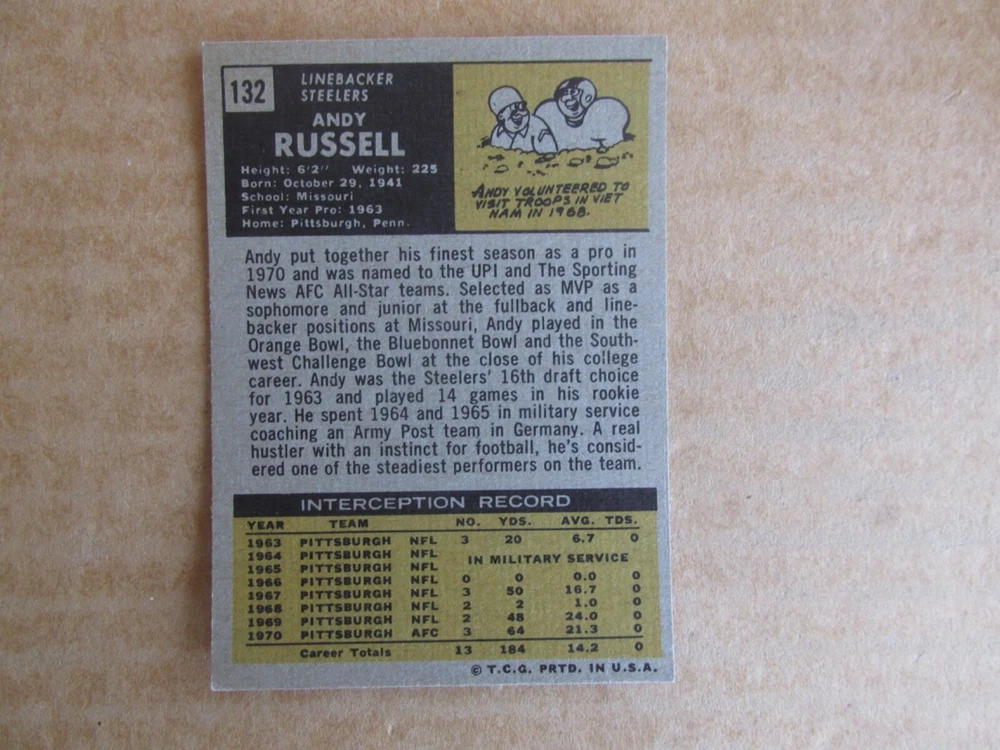 132
LINEBACKER
STEELERS
ANDY
RUSSELL
Height: 6'2" Weight: 225
Born: October 29, 1941
School: Missouri
First Year Pro: 1963
Home: Pittsburgh, Penn.
ANDY VOLUNTEERED TO
VISIT TROOPS IN VIET
NAM IN 1968.
Andy put together his finest season as a pro in
1970 and was named to the UPI and The Sporting
News AFC All-Star teams. Selected as MVP as a
sophomore and junior at the fullback and line-
backer positions at Missouri, Andy played in the
Orange Bowl, the Bluebonnet Bowl and the South-
west Challenge Bowl at the close of his college
career. Andy was the Steelers' 16th draft choice
for 1963 and played 14 games in his rookie
year. He spent 1964 and 1965 in military service
coaching an Army Post team in Germany. A real
hustler with an instinct for football, he's consid-
ered one of the steadiest performers on the team.
INTERCEPTION RECORD
YEAR TEAM NO. YDS. AVG. TDS.
1963 PITTSBURGH NFL 3 20 6.7 0
1964 PITTSBURGH NFL
IN MILITARY SERVICE
1965 PITTSBURGH NFL
1966 PITTSBURGH NFL 0 0 0.0 0
1967 PITTSBURGH NFL 3 50 16.7 0
1968 PITTSBURGH NFL 2 2 1.0 0
1969 PITTSBURGH NFL 2 48 24.0 0
1970 PITTSBURGH AFC 3 64 21.3 0
Career Totals 13 184 14.2 0
© T.C.G. PRTD. IN U.S.A.